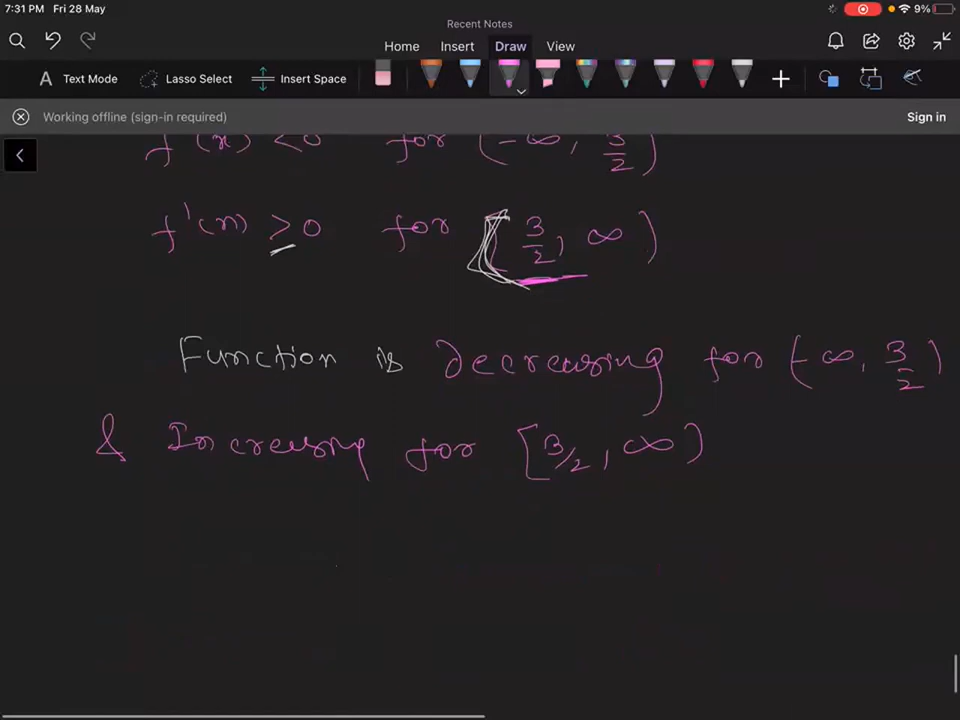 7:31 PM Fri 28 May
9%
Recent Notes
Home Insert Draw View
Text Mode Lasso Select Insert Space
Working offline (sign-in required) Sign in
f'(x) <0 for (-∞, 3/2)
f'(x) ≥0 for [3/2, ∞)
Function is Decreasing for (-∞, 3/2)
& Increasing for [3/2, ∞)